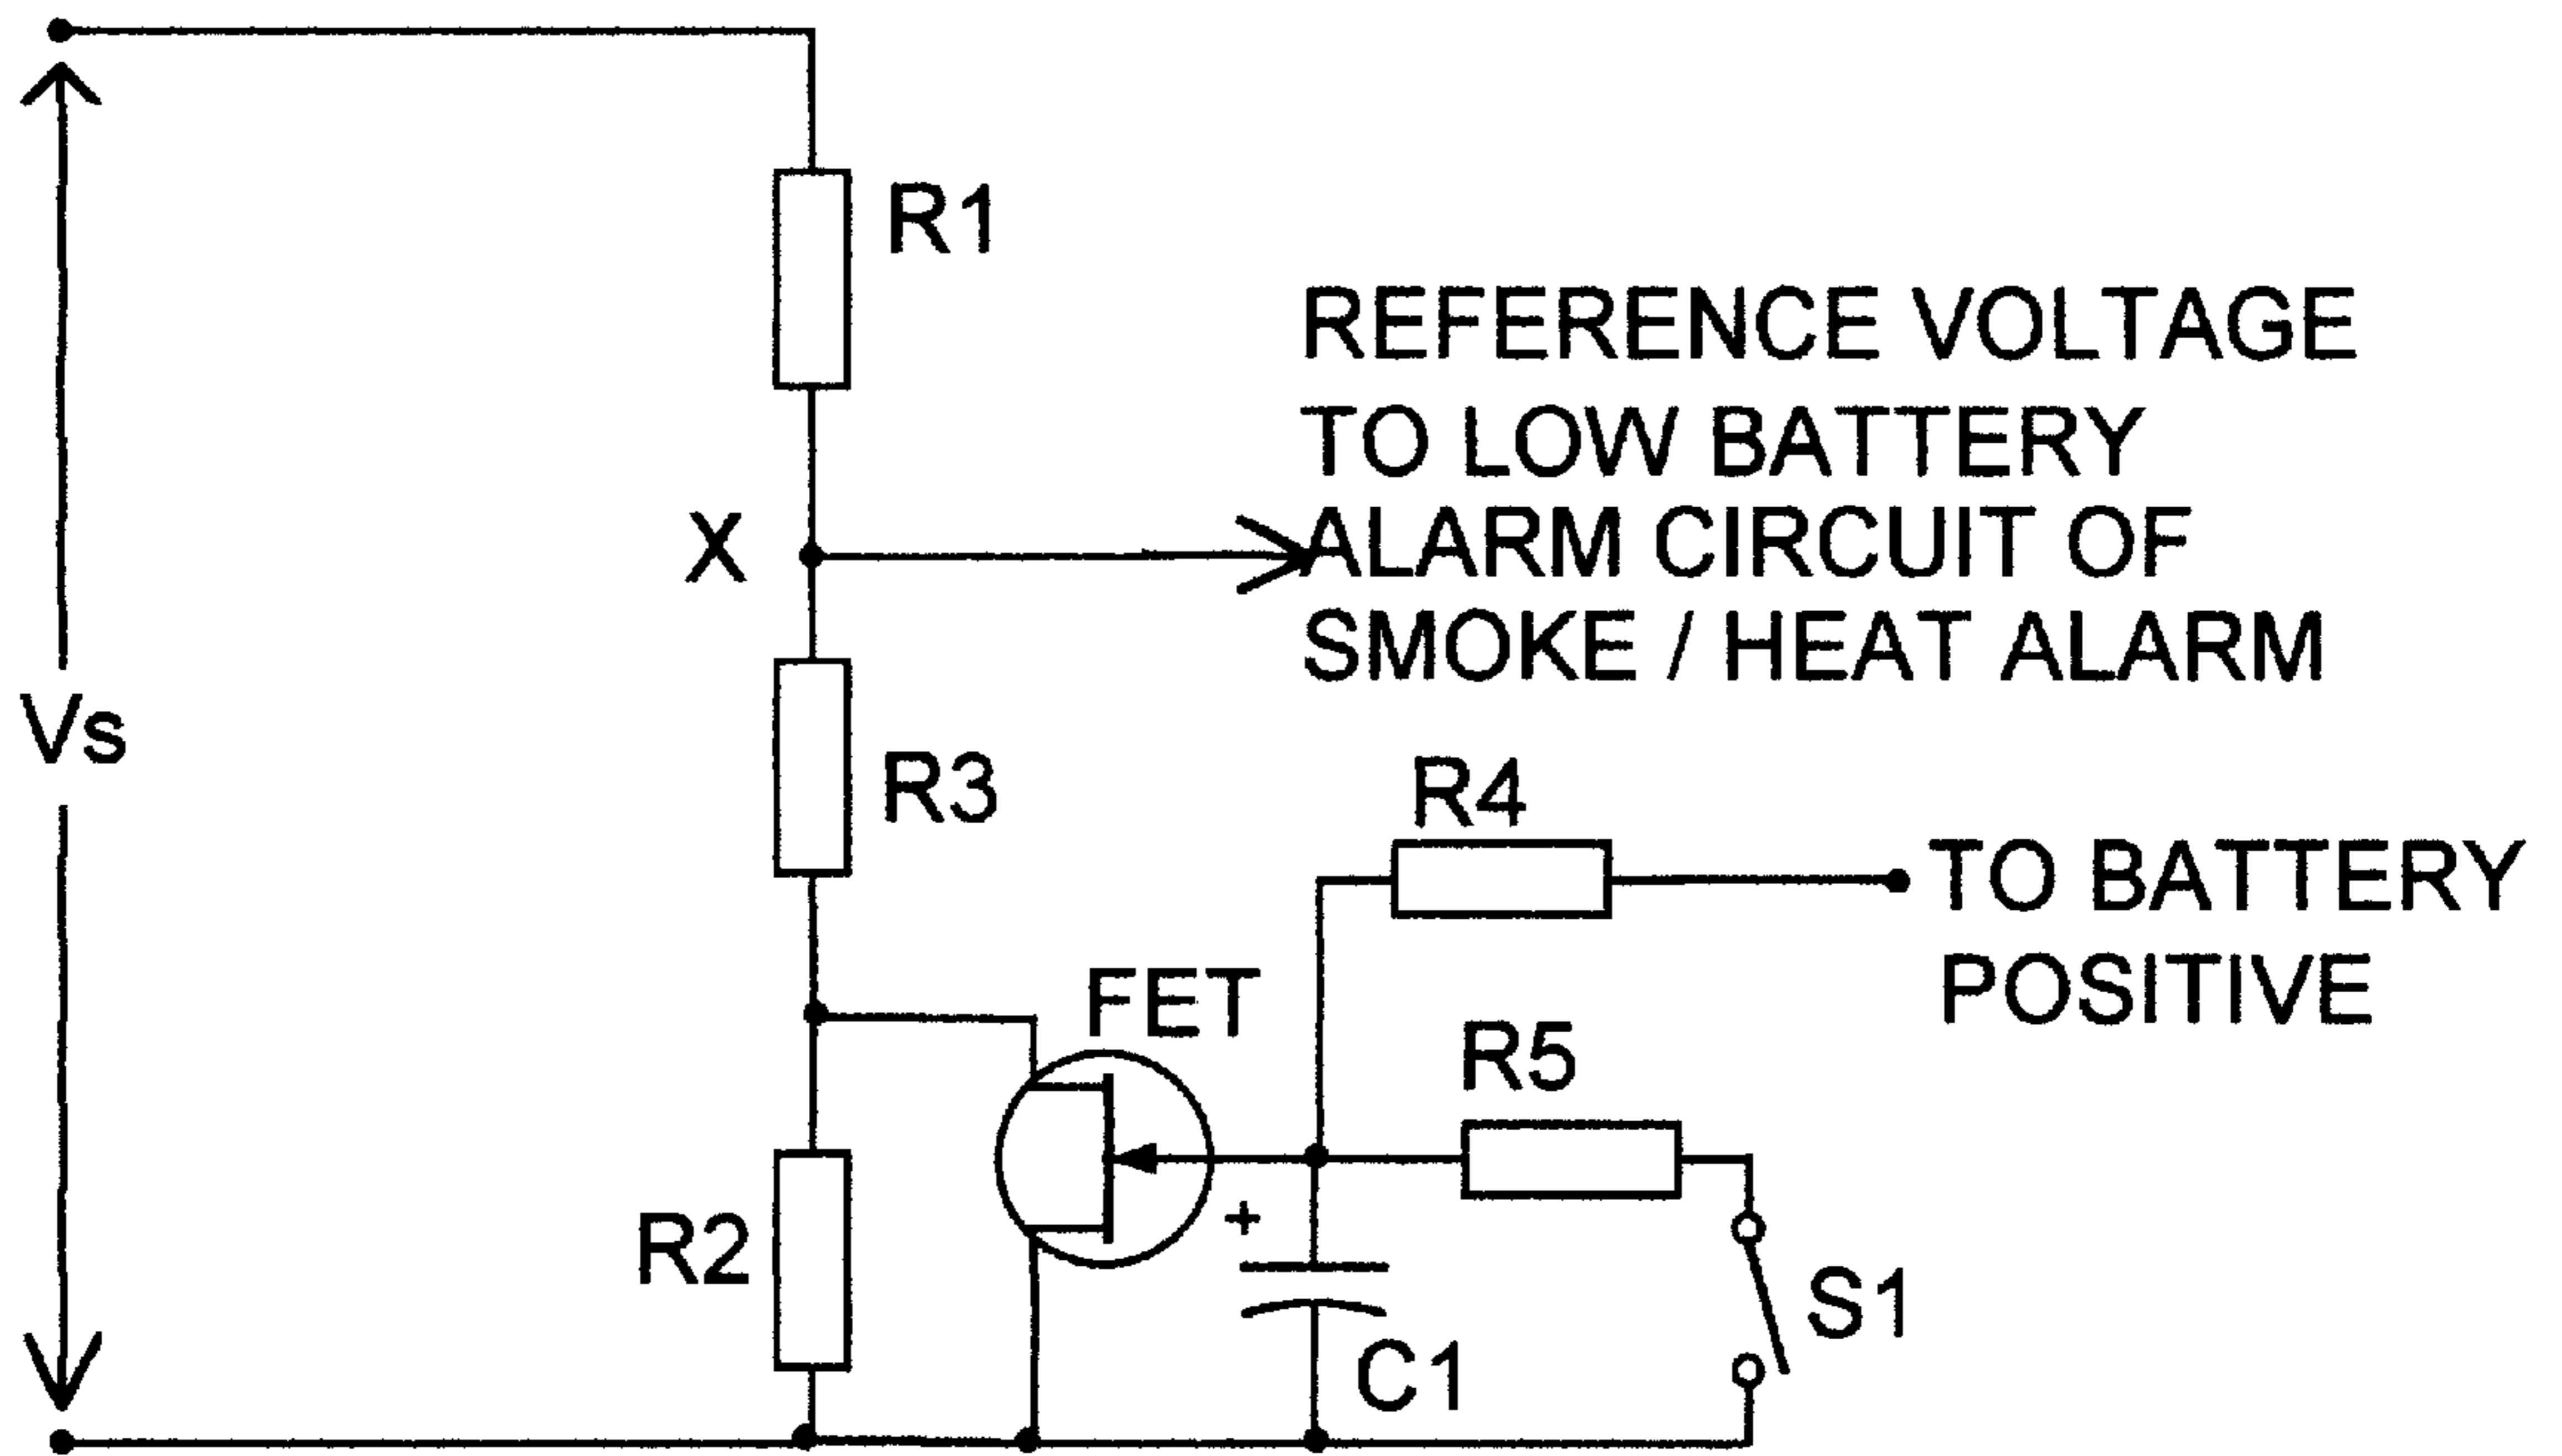 R1
REFERENCE VOLTAGE
TO LOW BATTERY
X
ALARM CIRCUIT OF
SMOKE / HEAT ALARM
Vs
R3
R4
TO BATTERY
POSITIVE
FET
R5
R2
+
S1
C1